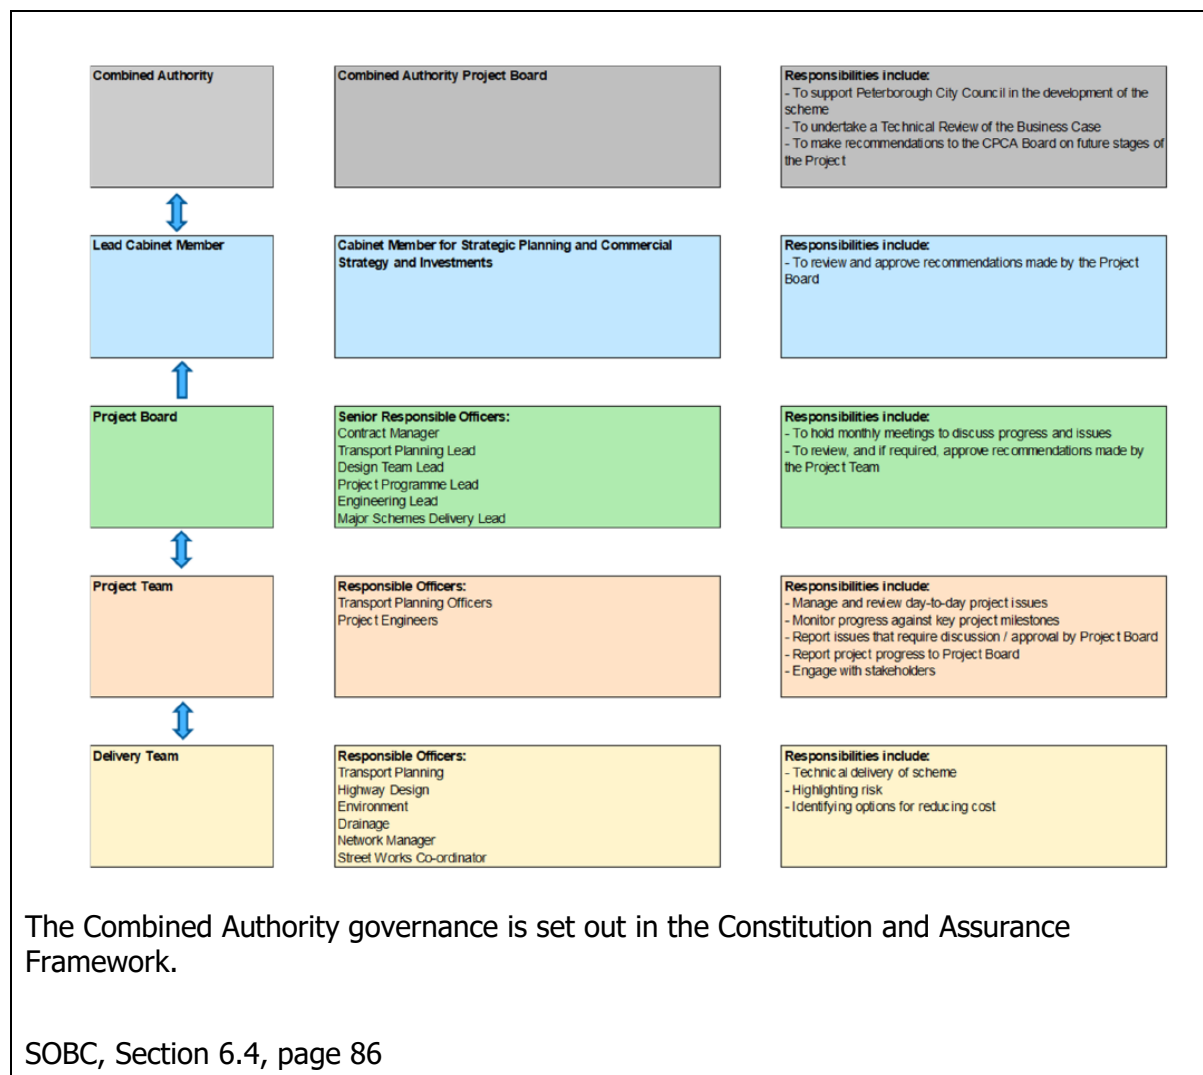 Combined Authority
Combined Authority Project Board
Responsibilities include:
- To support Peterborough City Council in the development of the
scheme
- To undertake a Technical Review of the Business Case
- To make recommendations to the CPCA Board on future stages of
the Project
Lead Cabinet Member
Cabinet Member for Strategic Planning and Commercial
Strategy and Investments
Responsibilities include:
- To review and approve recommendations made by the Project
Board
Project Board
Senior Responsible Officers:
Contract Manager
Transport Planning Lead
Design Team Lead
Project Programme Lead
Engineering Lead
Major Schemes Delivery Lead
Responsibilities include:
- To hold monthly meetings to discuss progress and issues
- To review, and if required, approve recommendations made by
the Project Team
Project Team
Responsible Officers:
Transport Planning Officers
Project Engineers
Responsibilities include:
- Manage and review day-to-day project issues
- Monitor progress against key project milestones
- Report issues that require discussion / approval by Project Board
- Report project progress to Project Board
- Engage with stakeholders
Delivery Team
Responsible Officers:
Transport Planning
Highway Design
Environment
Drainage
Network Manager
Street Works Co-ordinator
Responsibilities include:
- Technical delivery of scheme
- Highlighting risk
- Identifying options for reducing cost
The Combined Authority governance is set out in the Constitution and Assurance
Framework.
SOBC, Section 6.4, page 86